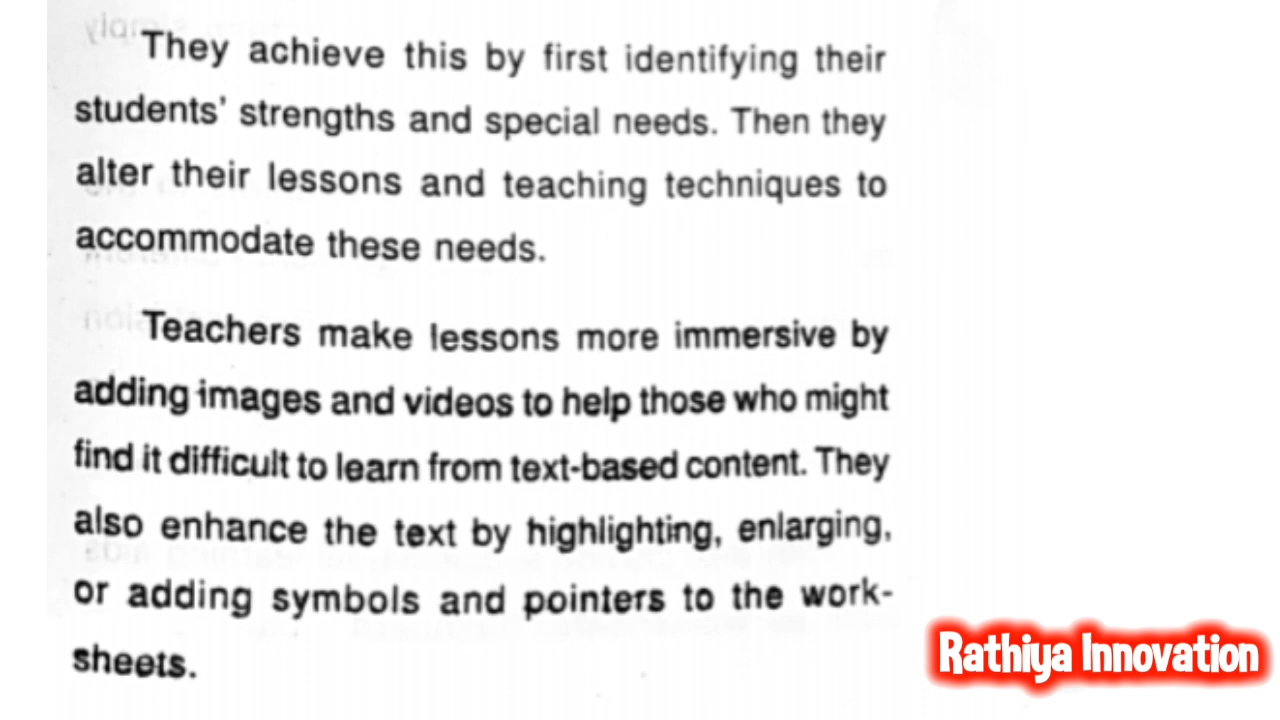 They achieve this by first identifying their
students' strengths and special needs. Then they
alter their lessons and teaching techniques to
accommodate these needs.
Teachers make lessons more immersive by
adding images and videos to help those who might
find it difficult to learn from text-based content. They
also enhance the text by highlighting, enlarging,
or adding symbols and pointers to the work-
sheets.
Rathiya Innovation